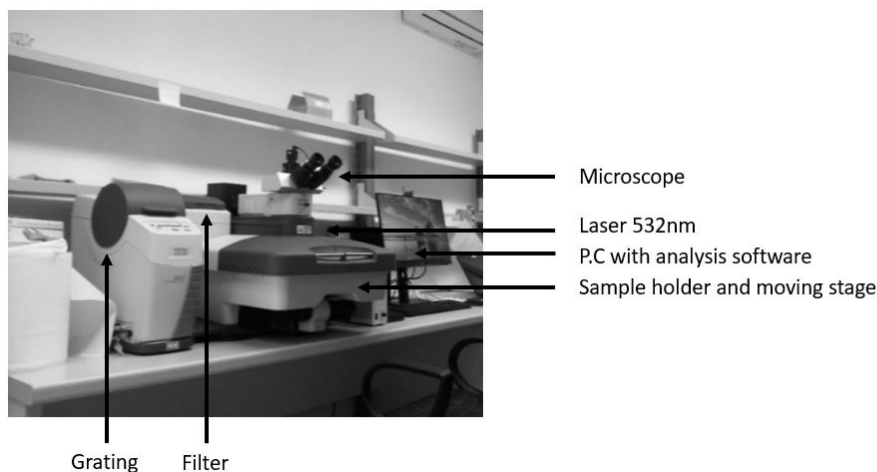 Microscope
Laser 532nm
P.C with analysis software
Sample holder and moving stage
Grating
Filter